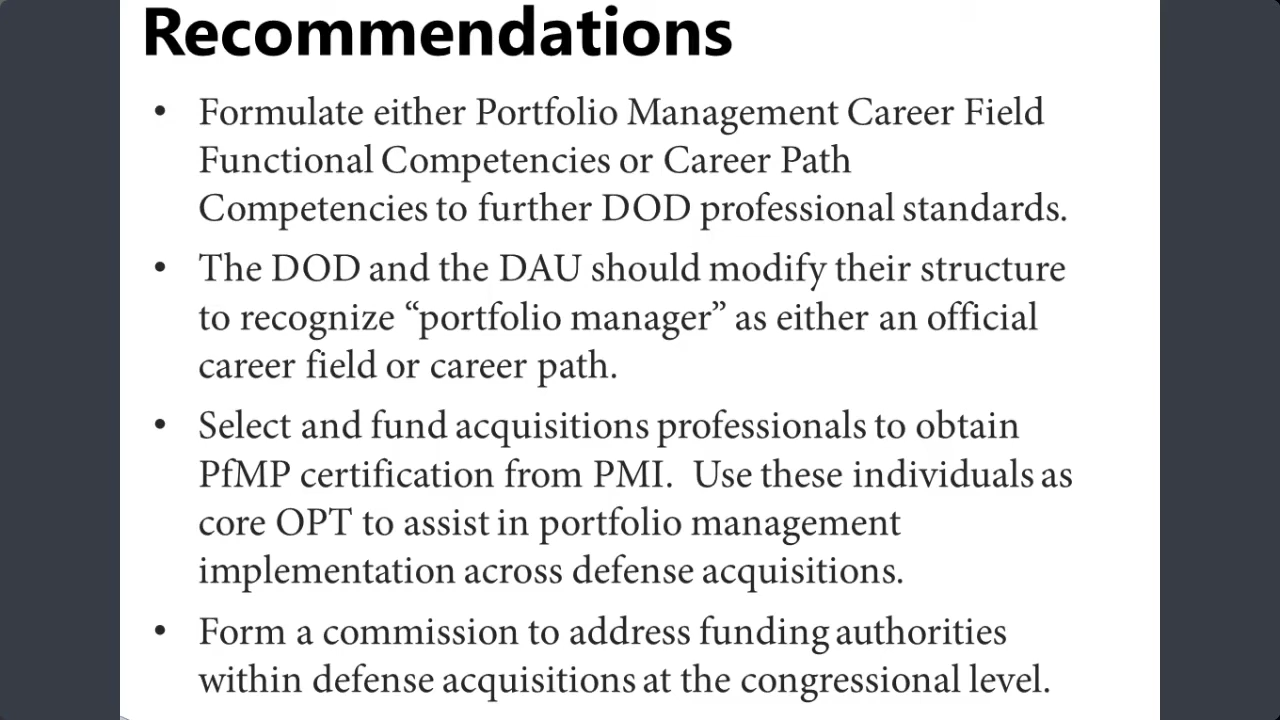 Recommendations
• Formulate either Portfolio Management Career Field
Functional Competencies or Career Path
Competencies to further DOD professional standards.
• The DOD and the DAU should modify their structure
to recognize “portfolio manager” as either an official
career field or career path.
• Select and fund acquisitions professionals to obtain
PfMP certification from PMI.  Use these individuals as
core OPT to assist in portfolio management
implementation across defense acquisitions.
• Form a commission to address funding authorities
within defense acquisitions at the congressional level.